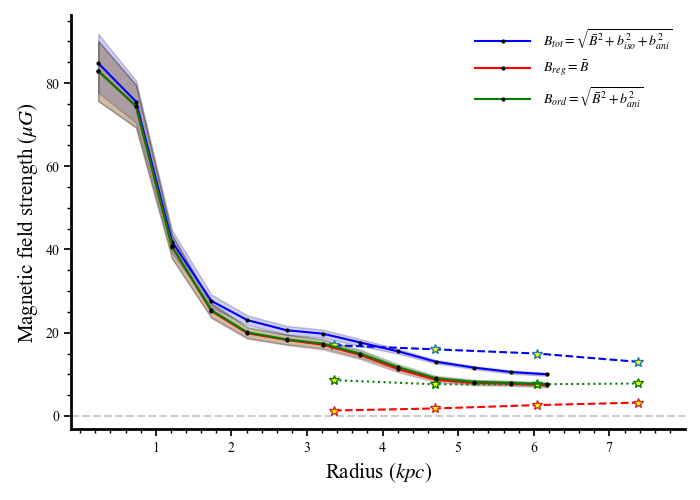 B_{tot} = \sqrt{\bar{B}^2 + b_{iso}^2 + b_{ani}^2}
B_{reg} = \bar{B}
B_{ord} = \sqrt{\bar{B}^2 + b_{ani}^2}
Magnetic field strength (μG)
80
60
40
20
0
1 2 3 4 5 6 7
Radius (kpc)